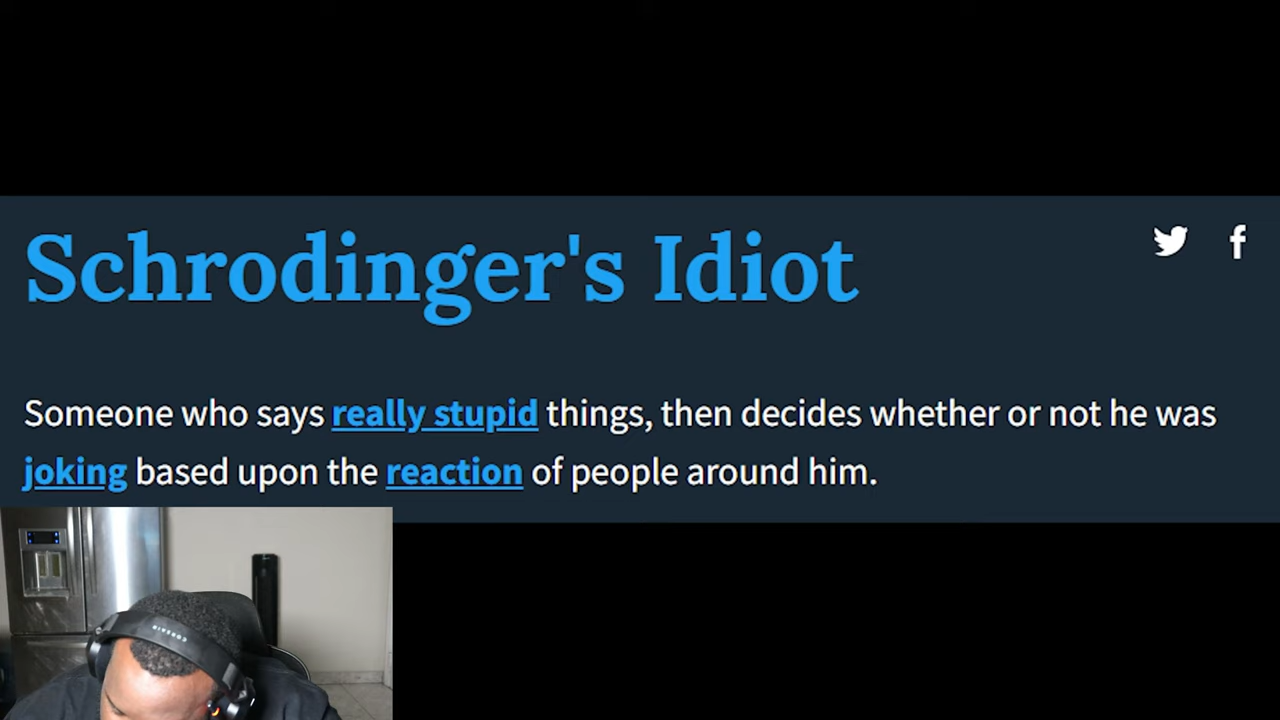 Schrodinger's Idiot
Someone who says really stupid things, then decides whether or not he was
joking based upon the reaction of people around him.
CORSAIR